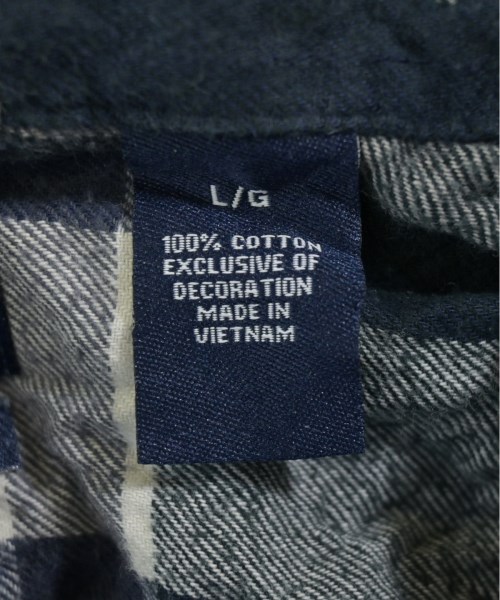 L/G
100% COTTON
EXCLUSIVE OF
DECORATION
MADE IN
VIETNAM